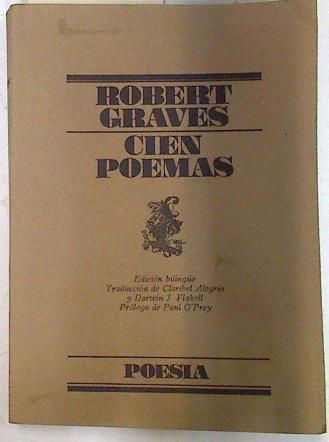 ROBERT
GRAVES
CIEN
POEMAS
Edición bilingüe
Traducción de Claribel Alegría
y Darwin J. Flakoll
Prólogo de Paul O'Prey
POESIA